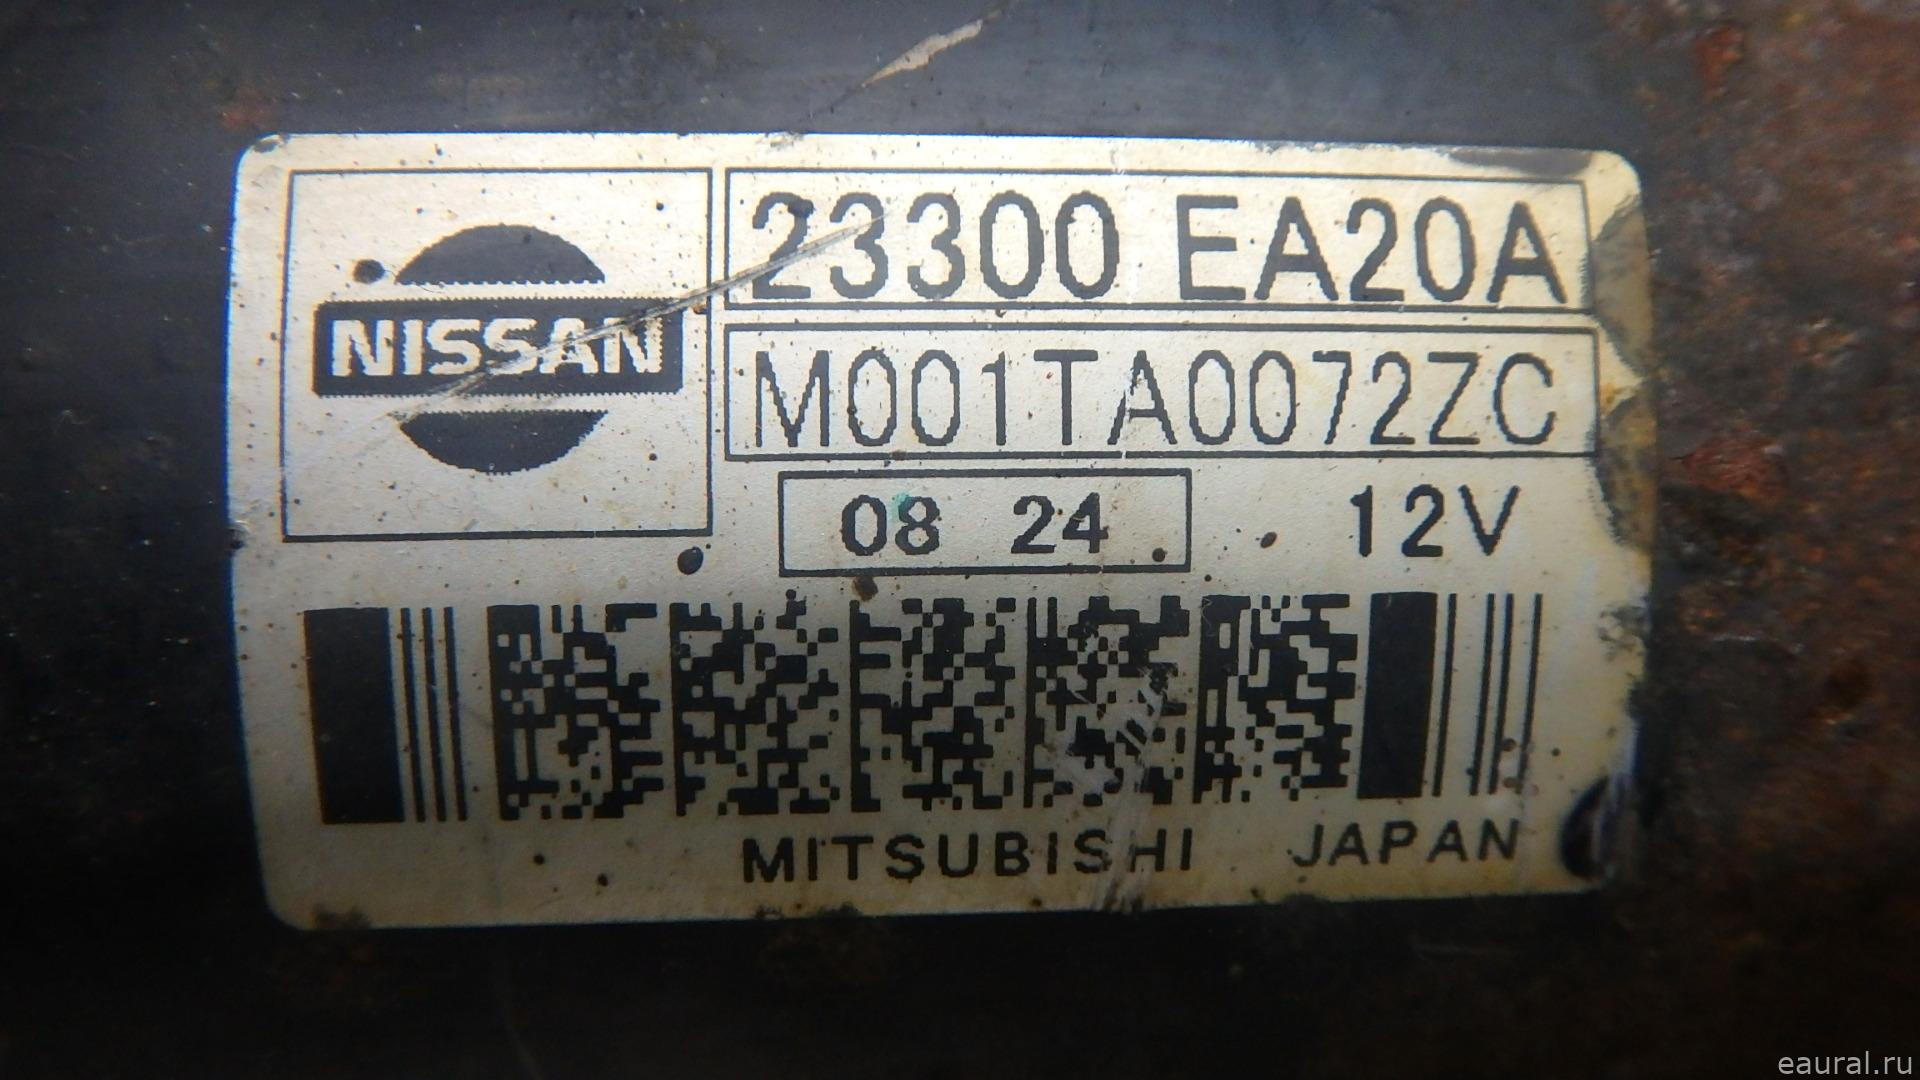 NISSAN
23300 EA20A
M001TA0072ZC
08 24
12V
MITSUBISHI JAPAN
eaural.ru